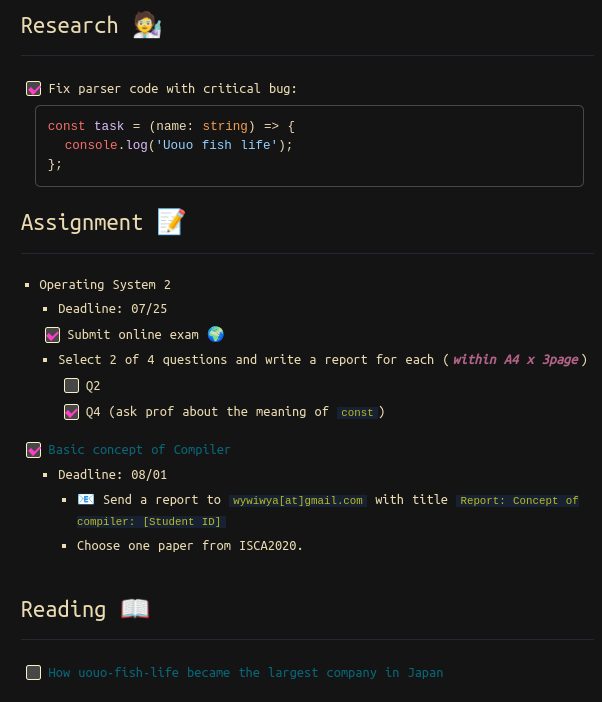 Research 🧑‍🔬
Fix parser code with critical bug:
const task = (name: string) => {
console.log('Uouo fish life');
};
Assignment 📝
Operating System 2
Deadline: 07/25
Submit online exam 🌍
Select 2 of 4 questions and write a report for each (within A4 x 3page)
Q2
Q4 (ask prof about the meaning of const)
Basic concept of Compiler
Deadline: 08/01
📧 Send a report to wywiwya[at]gmail.com with title Report: Concept of
compiler: [Student ID]
Choose one paper from ISCA2020.
Reading 📖
How uouo-fish-life became the largest company in Japan